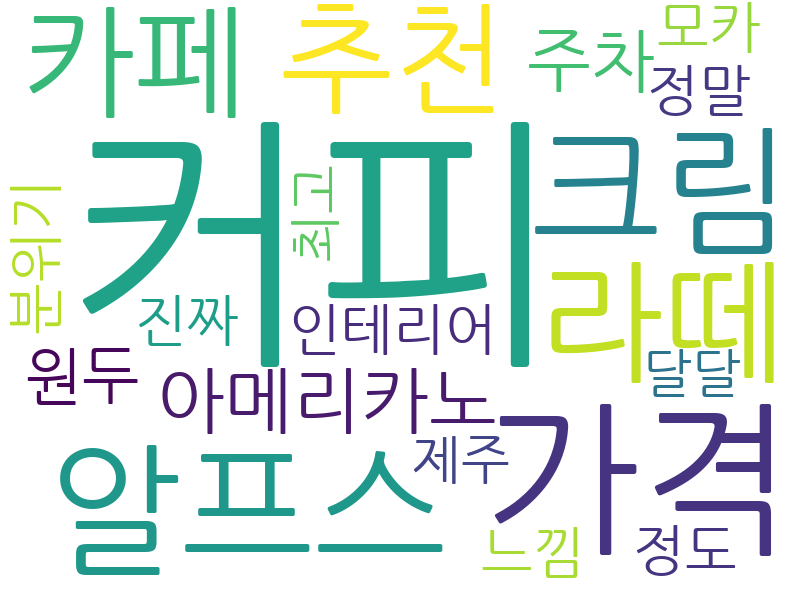 카페 추천 주차 모카
정말
커피 크림
최고
분위기
라떼
진짜 인테리어
원두 아메리카노 달달
알프스 제주 가격
느낌 정도